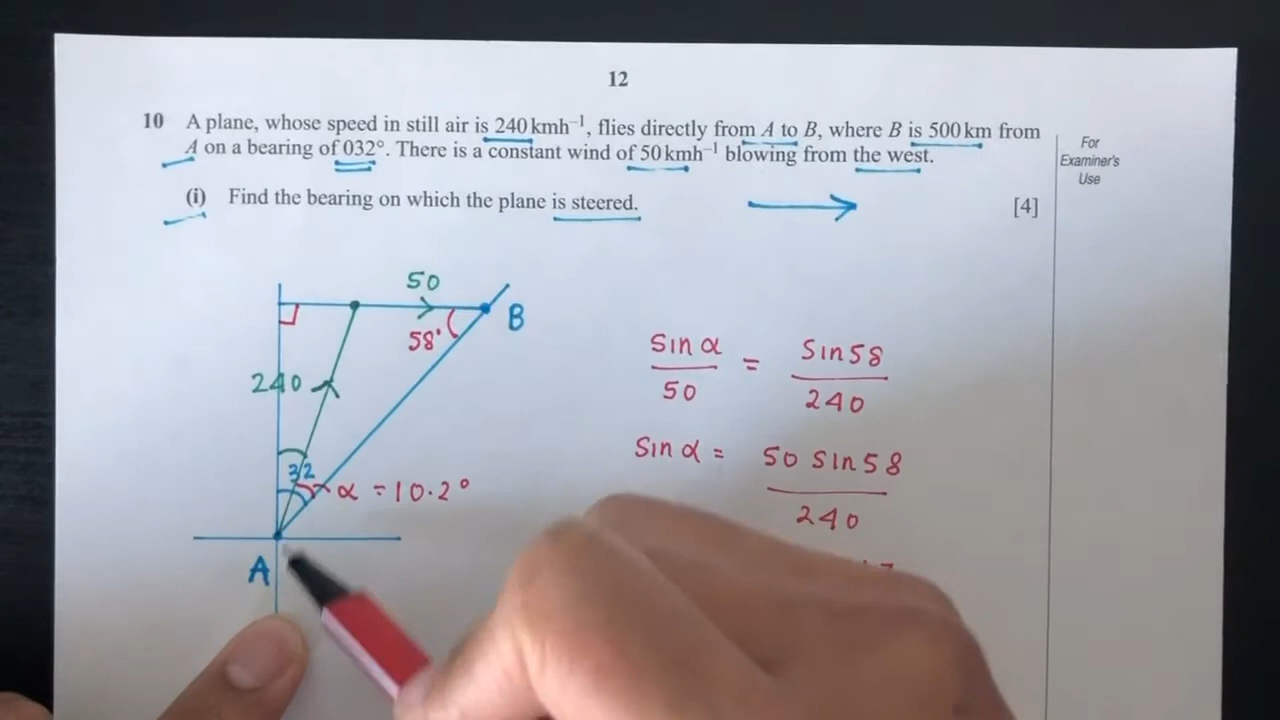 12
10 A plane, whose speed in still air is 240 kmh⁻¹, flies directly from A to B, where B is 500 km from
A on a bearing of 032°. There is a constant wind of 50 kmh⁻¹ blowing from the west.
For
Examiner's
Use
(i) Find the bearing on which the plane is steered. [4]
50
B
58°
240
32
α = 10.2°
A
Sin α / 50 = Sin 58 / 240
Sin α = 50 Sin 58 / 240